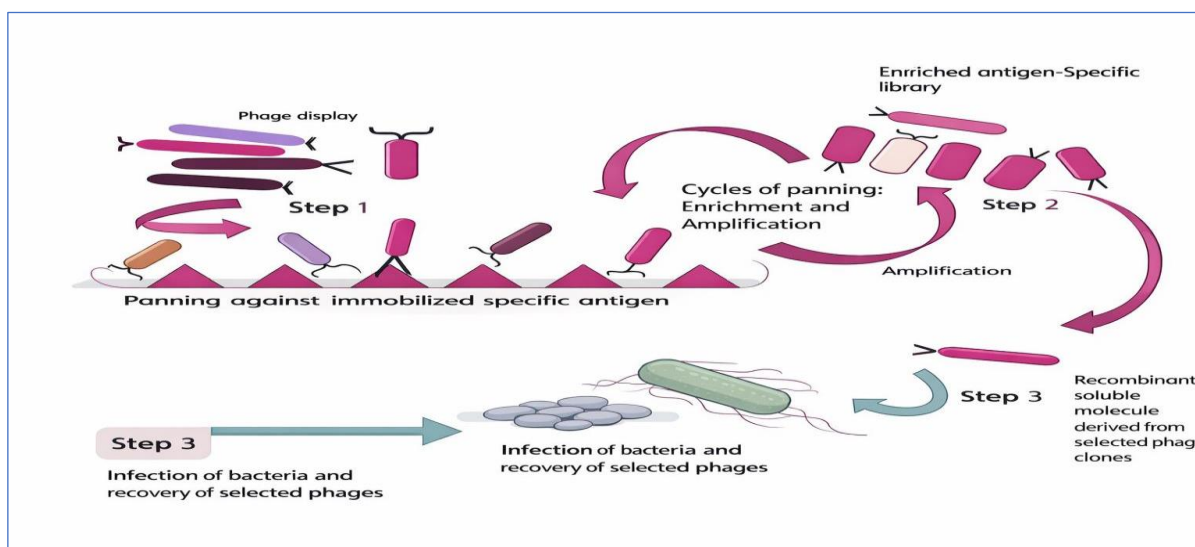 Phage display
Step 1
Panning against immobilized specific antigen
Enrriched antigen-Specific
library
Cycles of panning:
Enrichment and
Amplification
Step 2
Amplification
Step 3
Recombinant
soluble
molecule
derived from
selected phag
clones
Step 3
Infection of bacteria and
recovery of selected phages
Infection of bacteria and
recovery of selected phages